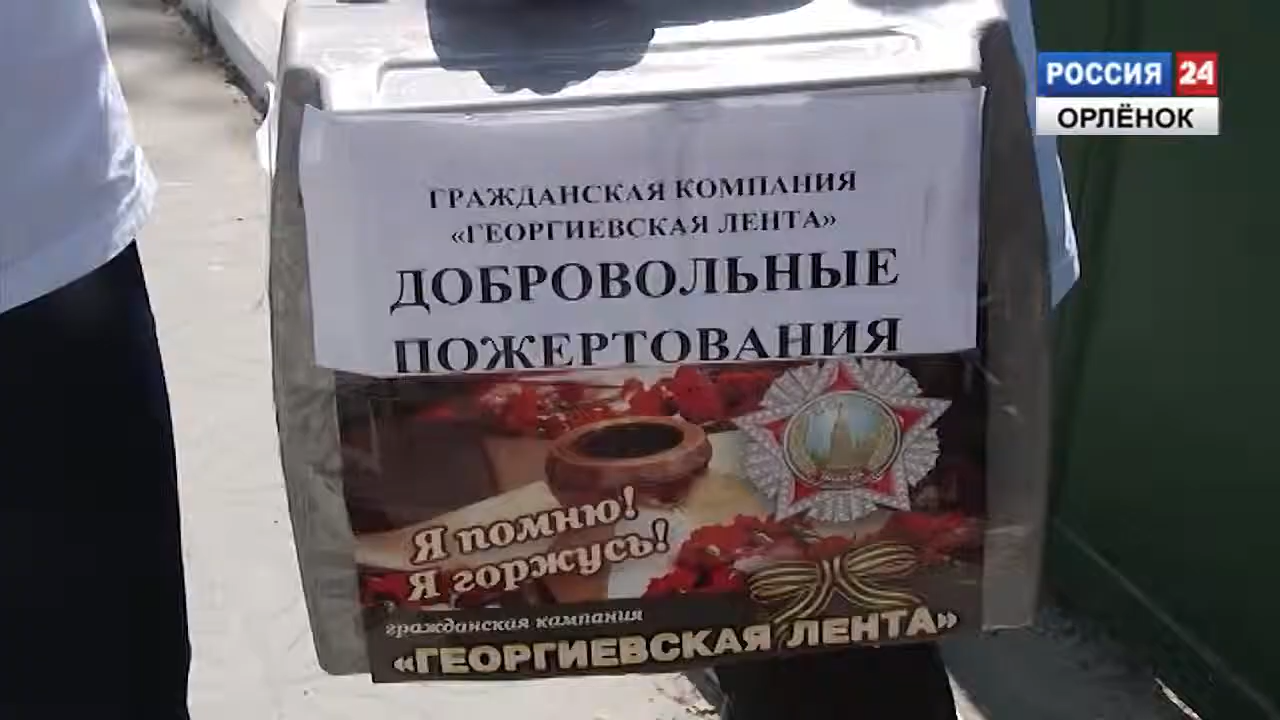 РОССИЯ 24
ОРЛЁНОК
ГРАЖДАНСКАЯ КОМПАНИЯ
«ГЕОРГИЕВСКАЯ ЛЕНТА»
ДОБРОВОЛЬНЫЕ
ПОЖЕРТОВАНИЯ
Я помню!
Я горжусь!
гражданская кампания
«ГЕОРГИЕВСКАЯ ЛЕНТА»